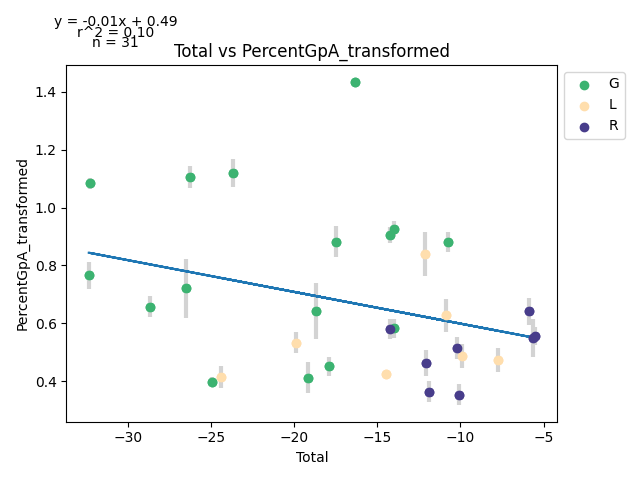 y = -0.01x + 0.49
r^2 = 0.10
n = 31
Total vs PercentGpA_transformed
G
L
R
PercentGpA_transformed
1.4
1.2
1.0
0.8
0.6
0.4
−30
−25
−20
−15
−10
−5
Total